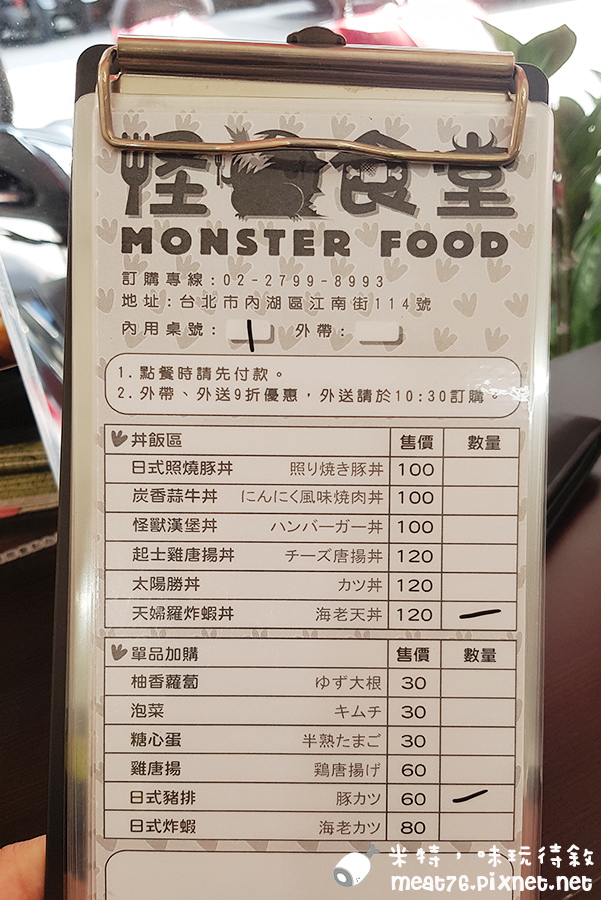 怪獸食堂
MONSTER FOOD
訂購專線:02-2799-8993
地址:台北市內湖區江南街114號
內用桌號: 1 外帶:
1.點餐時請先付款。
2.外帶、外送9折優惠,外送請於10:30訂購。
丼飯區 售價 數量
日式照燒豚丼 照り焼き豚丼 100
炭香蒜牛丼 にんにく風味焼肉丼 100
怪獸漢堡丼 ハンバーガー丼 100
起士雞唐揚丼 チーズ唐揚丼 120
太陽勝丼 カツ丼 120
天婦羅炸蝦丼 海老天丼 120 一
單品加購 售價 數量
柚香蘿蔔 ゆず大根 30
泡菜 キムチ 30
糖心蛋 半熟たまご 30
雞唐揚 鶏唐揚げ 60
日式豬排 豚カツ 60 一
日式炸蝦 海老カツ 80
米特,味玩待敘
meat76.pixnet.net